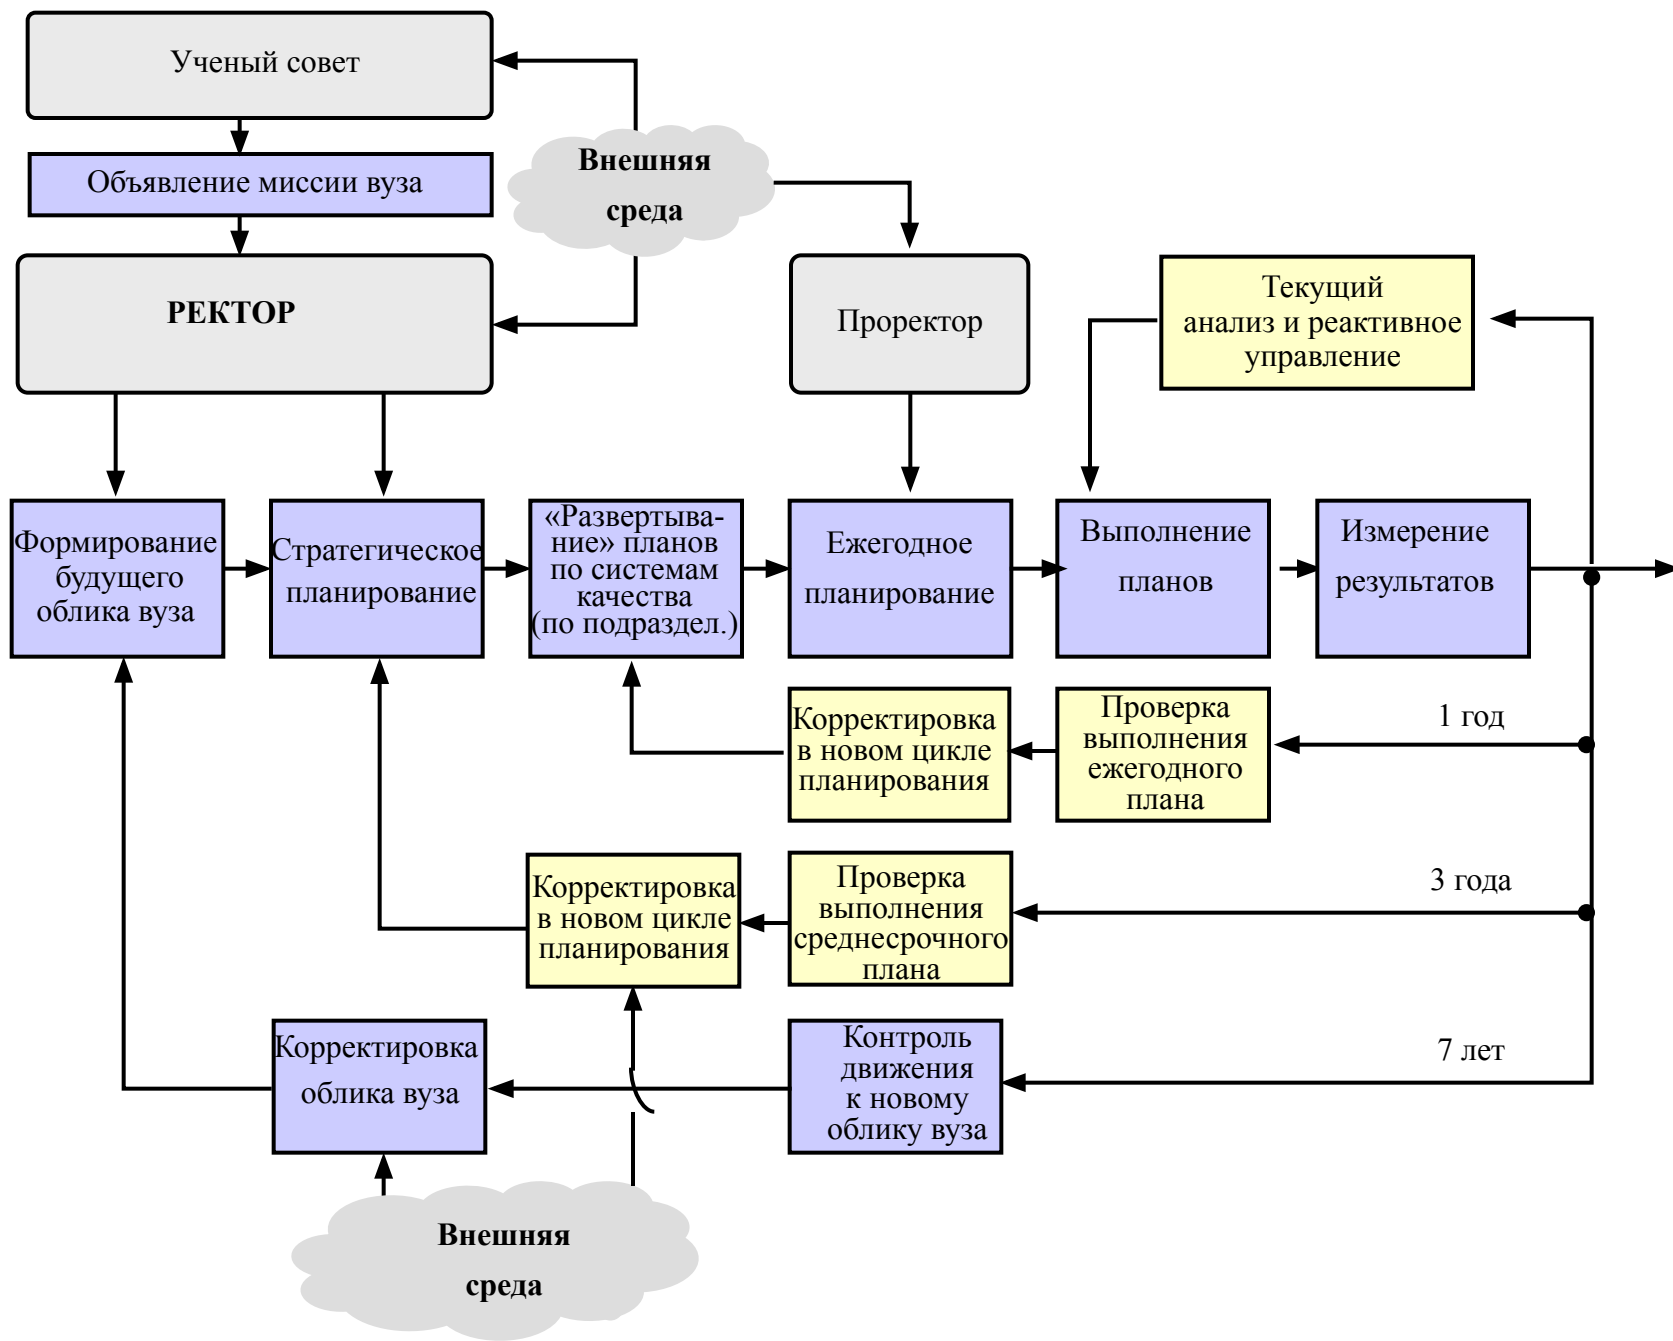 Ученый совет
Объявление миссии вуза
Внешняя
среда
РЕКТОР
Проректор
Текущий
анализ и реактивное
управление
Формирование
будущего
облика вуза
Стратегическое
планирование
«Развертыва-
ние» планов
по системам
качества
(по подраздел.)
Ежегодное
планирование
Выполнение
планов
Измерение
результатов
Корректировка
в новом цикле
планирования
Проверка
выполнения
ежегодного
плана
1 год
Корректировка
в новом цикле
планирования
Проверка
выполнения
среднесрочного
плана
3 года
Корректировка
облика вуза
Контроль
движения
к новому
облику вуза
7 лет
Внешняя
среда